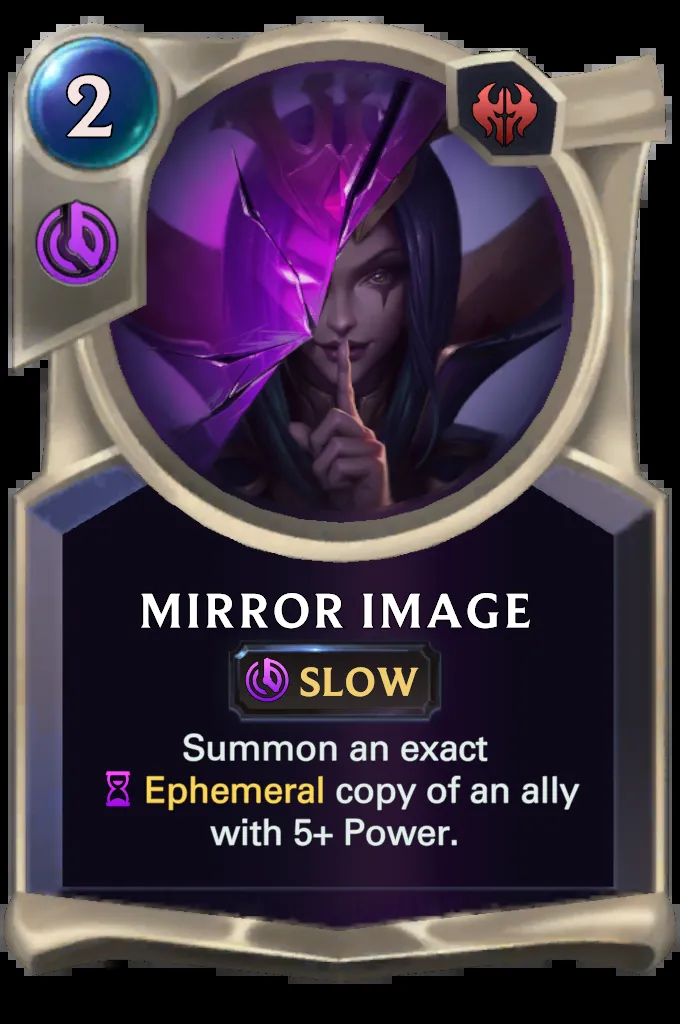 2
MIRROR IMAGE
SLOW
Summon an exact
Ephemeral copy of an ally
with 5+ Power.